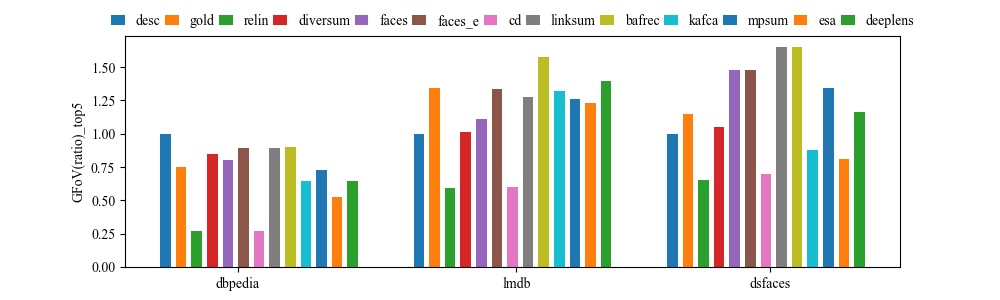 desc gold relin diversum faces faces_e cd linksum bafrec kafca mpsum esa deeplens
GFoV(ratio)_top5
1.50
1.25
1.00
0.75
0.50
0.25
0.00
dbpedia lmdb dsfaces